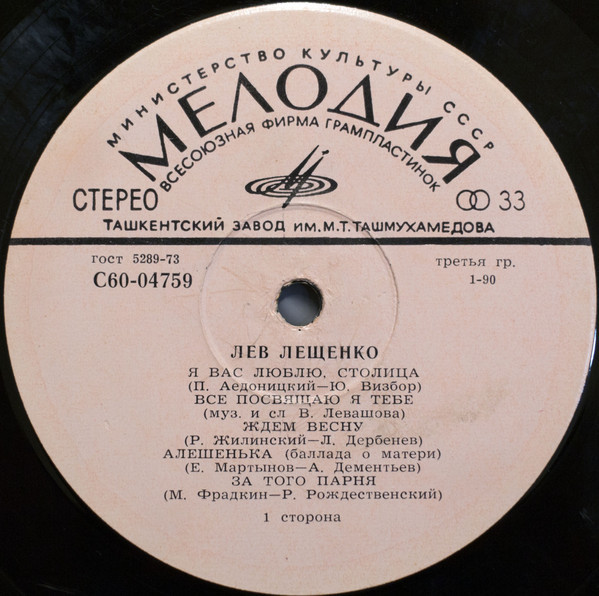 МИНИСТЕРСТВО КУЛЬТУРЫ СССР
МЕЛОДИЯ
ВСЕСОЮЗНАЯ ФИРМА ГРАМПЛАСТИНОК
СТЕРЕО
33
ТАШКЕНТСКИЙ ЗАВОД ИМ. М.Т. ТАШМУХАМЕДОВА
гост 5289-73
третья гр.
С60-04759
1-90
ЛЕВ ЛЕЩЕНКО
Я ВАС ЛЮБЛЮ, СТОЛИЦА
(П. Аедоницкий—Ю. Визбор)
ВСЕ ПОСВЯЩАЮ Я ТЕБЕ
(муз. и сл В. Левашова)
ЖДЕМ ВЕСНУ
(Р. Жилинский—Л. Дербенев)
АЛЕШЕНЬКА (баллада о матери)
(Е. Мартынов—А. Дементьев)
ЗА ТОГО ПАРНЯ
(М. Фрадкин—Р. Рождественский)
1 сторона